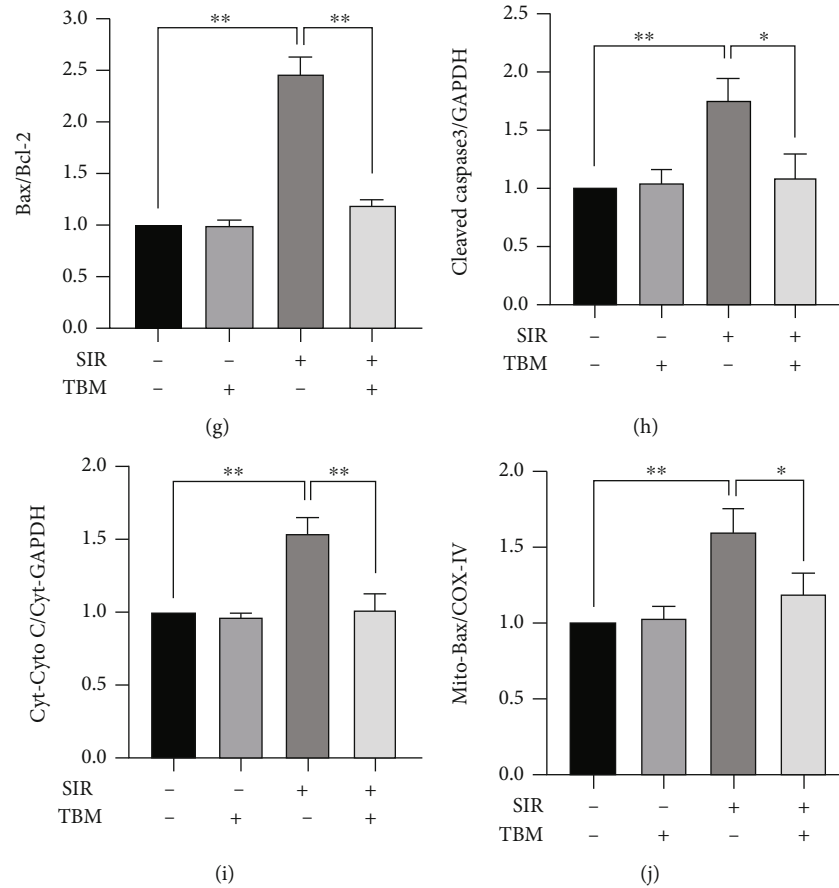 3.0
**
**
2.5
2.0
1.5
1.0
0.5
0.0
Bax/Bcl-2
SIR – – + +
TBM – + – +
(g)
2.5
**
*
2.0
1.5
1.0
0.5
0.0
Cleaved caspase3/GAPDH
SIR – – + +
TBM – + – +
(h)
2.0
**
**
1.5
1.0
0.5
0.0
Cyt-Cyto C/Cyt-GAPDH
SIR – – + +
TBM – + – +
(i)
2.0
**
*
1.5
1.0
0.5
0.0
Mito-Bax/COX-IV
SIR – – + +
TBM – + – +
(j)